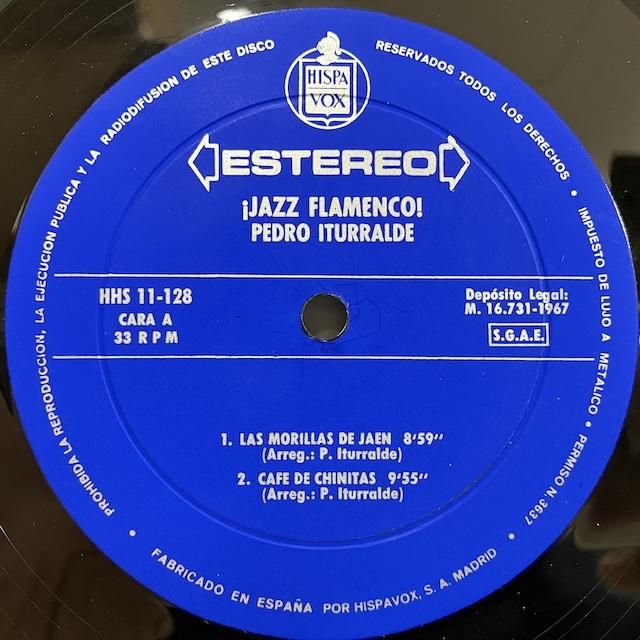 HISPA
VOX
ESTEREO
¡JAZZ FLAMENCO!
PEDRO ITURRALDE
HHS 11-128
CARA A
33 R P M
Depósito Legal:
M. 16.731-1967
S.G.A.E.
1. LAS MORILLAS DE JAEN 8'59"
(Arreg.: P. Iturralde)
2. CAFE DE CHINITAS 9'55"
(Arreg.: P. Iturralde)
PROHIBIDA LA REPRODUCCION, LA EJECUCION PUBLICA Y LA RADIODIFUSION DE ESTE DISCO
RESERVADOS TODOS LOS DERECHOS • IMPUESTO DE LUJO A METALICO • PERMISO N 3637
• FABRICADO EN ESPAÑA POR HISPAVOX, S. A. MADRID •